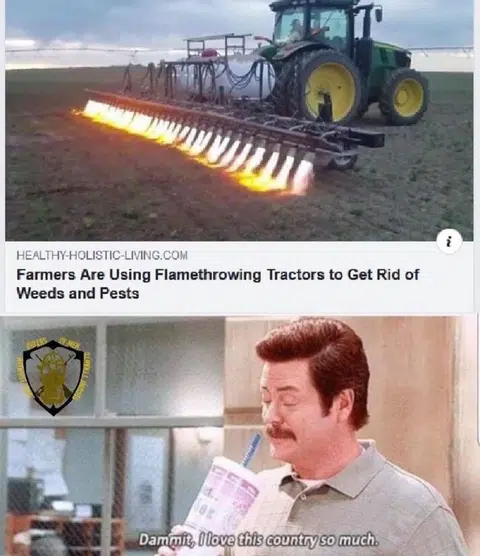 HEALTHY-HOLISTIC-LIVING.COM
Farmers Are Using Flamethrowing Tractors to Get Rid of
Weeds and Pests
i
Dammit, I love this country so much.